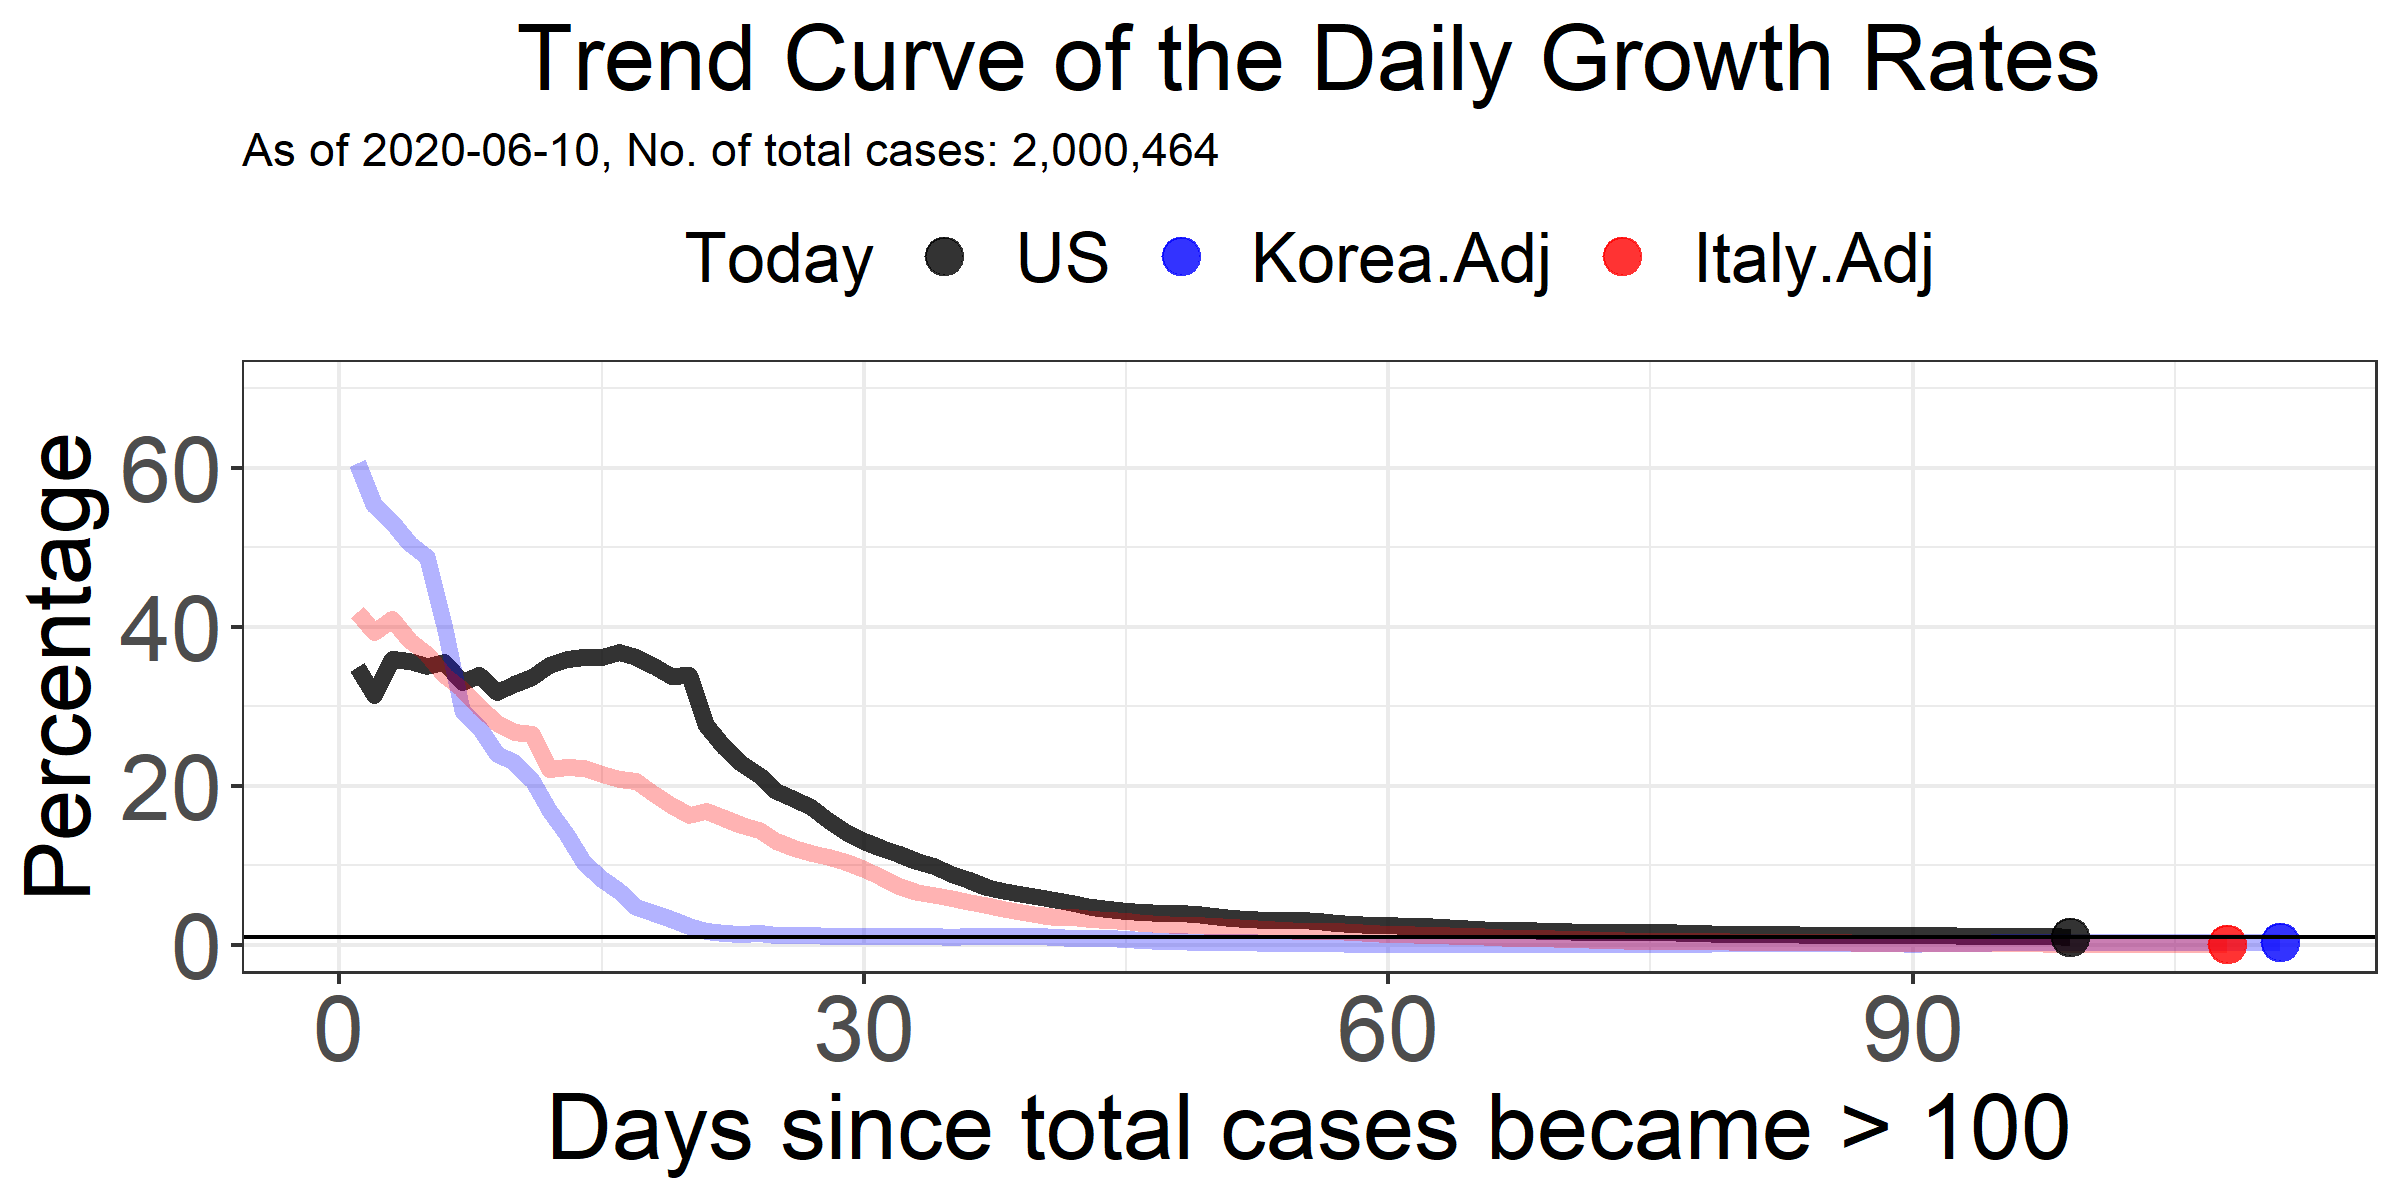 Trend Curve of the Daily Growth Rates
As of 2020-06-10, No. of total cases: 2,000,464
Today US Korea.Adj Italy.Adj
Percentage
60
40
20
0
0 30 60 90
Days since total cases became > 100